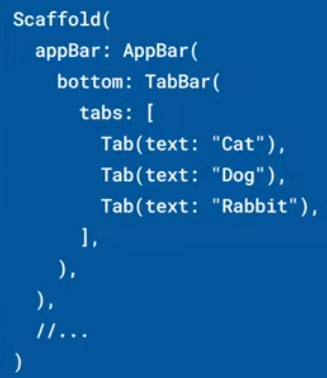 Scaffold(
  appBar: AppBar(
    bottom: TabBar(
      tabs: [
        Tab(text: "Cat"),
        Tab(text: "Dog"),
        Tab(text: "Rabbit"),
      ],
    ),
  ),
  //...
)